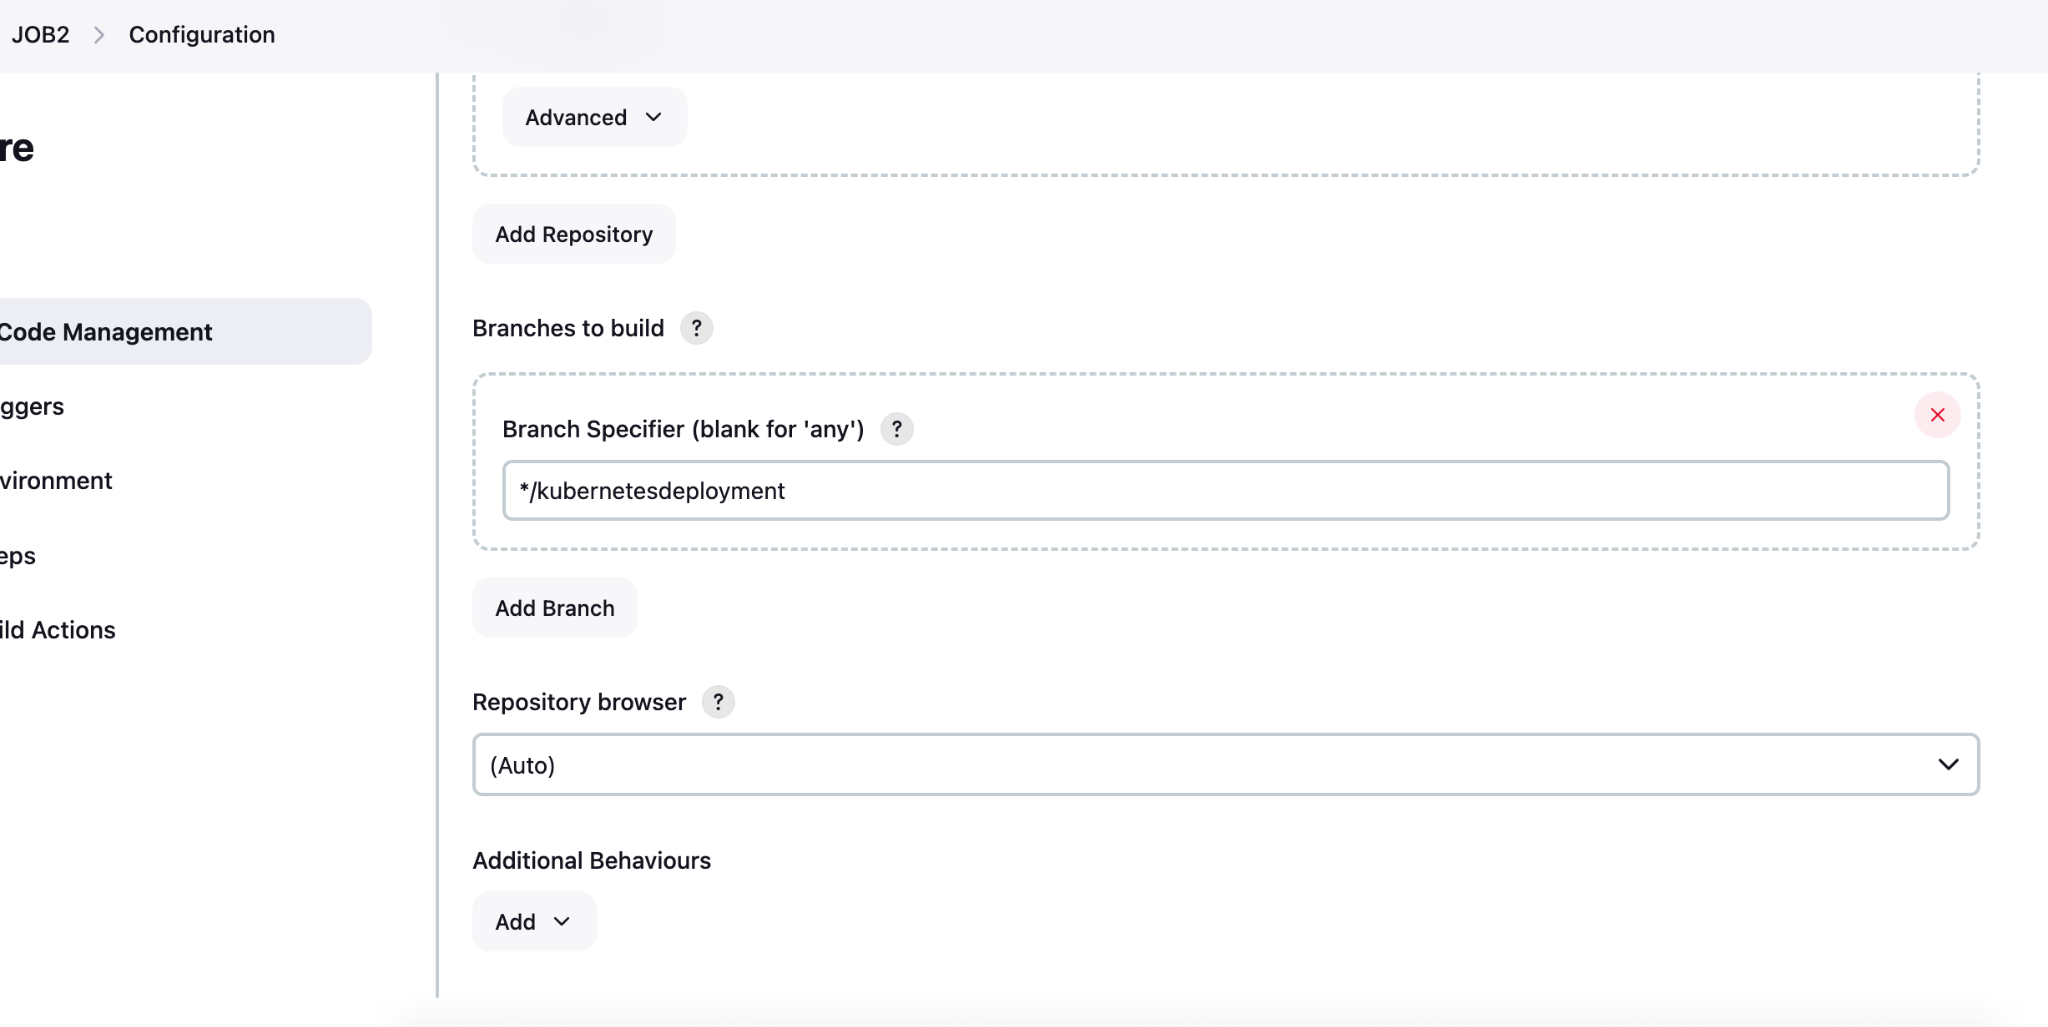 JOB2 > Configuration
re
Code Management
ggers
vironment
eps
ild Actions
Advanced
Add Repository
Branches to build ?
Branch Specifier (blank for 'any') ?
*/kubernetesdeployment
Add Branch
Repository browser ?
(Auto)
Additional Behaviours
Add